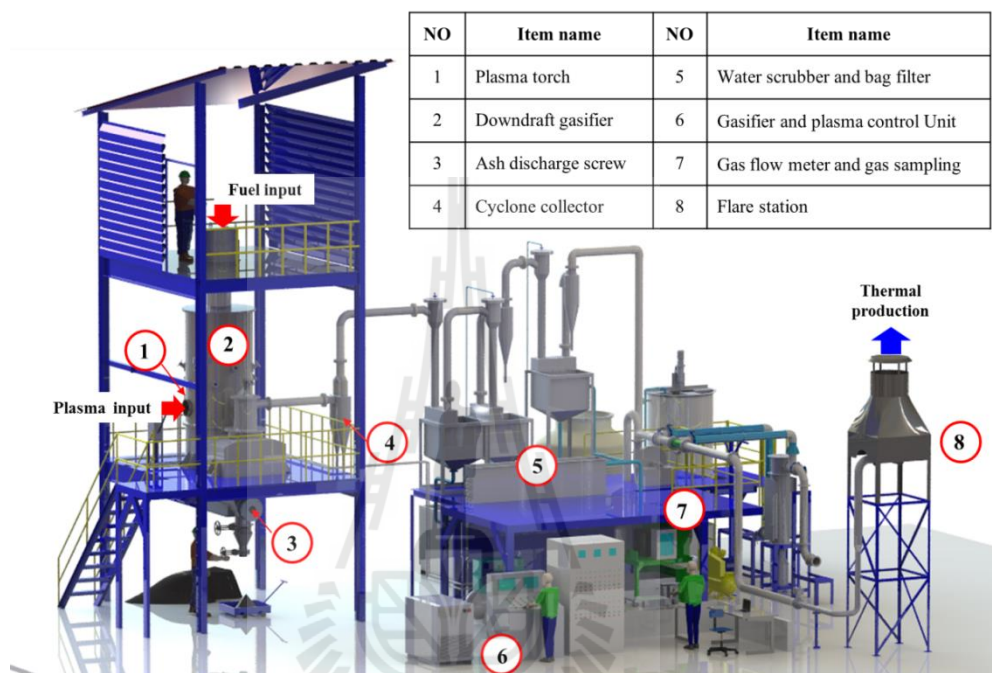 NO Item name NO Item name
1 Plasma torch 5 Water scrubber and bag filter
2 Downdraft gasifier 6 Gasifier and plasma control Unit
3 Ash discharge screw 7 Gas flow meter and gas sampling
4 Cyclone collector 8 Flare station
Fuel input
Thermal
production
1
2
Plasma input
4
5
8
7
3
6